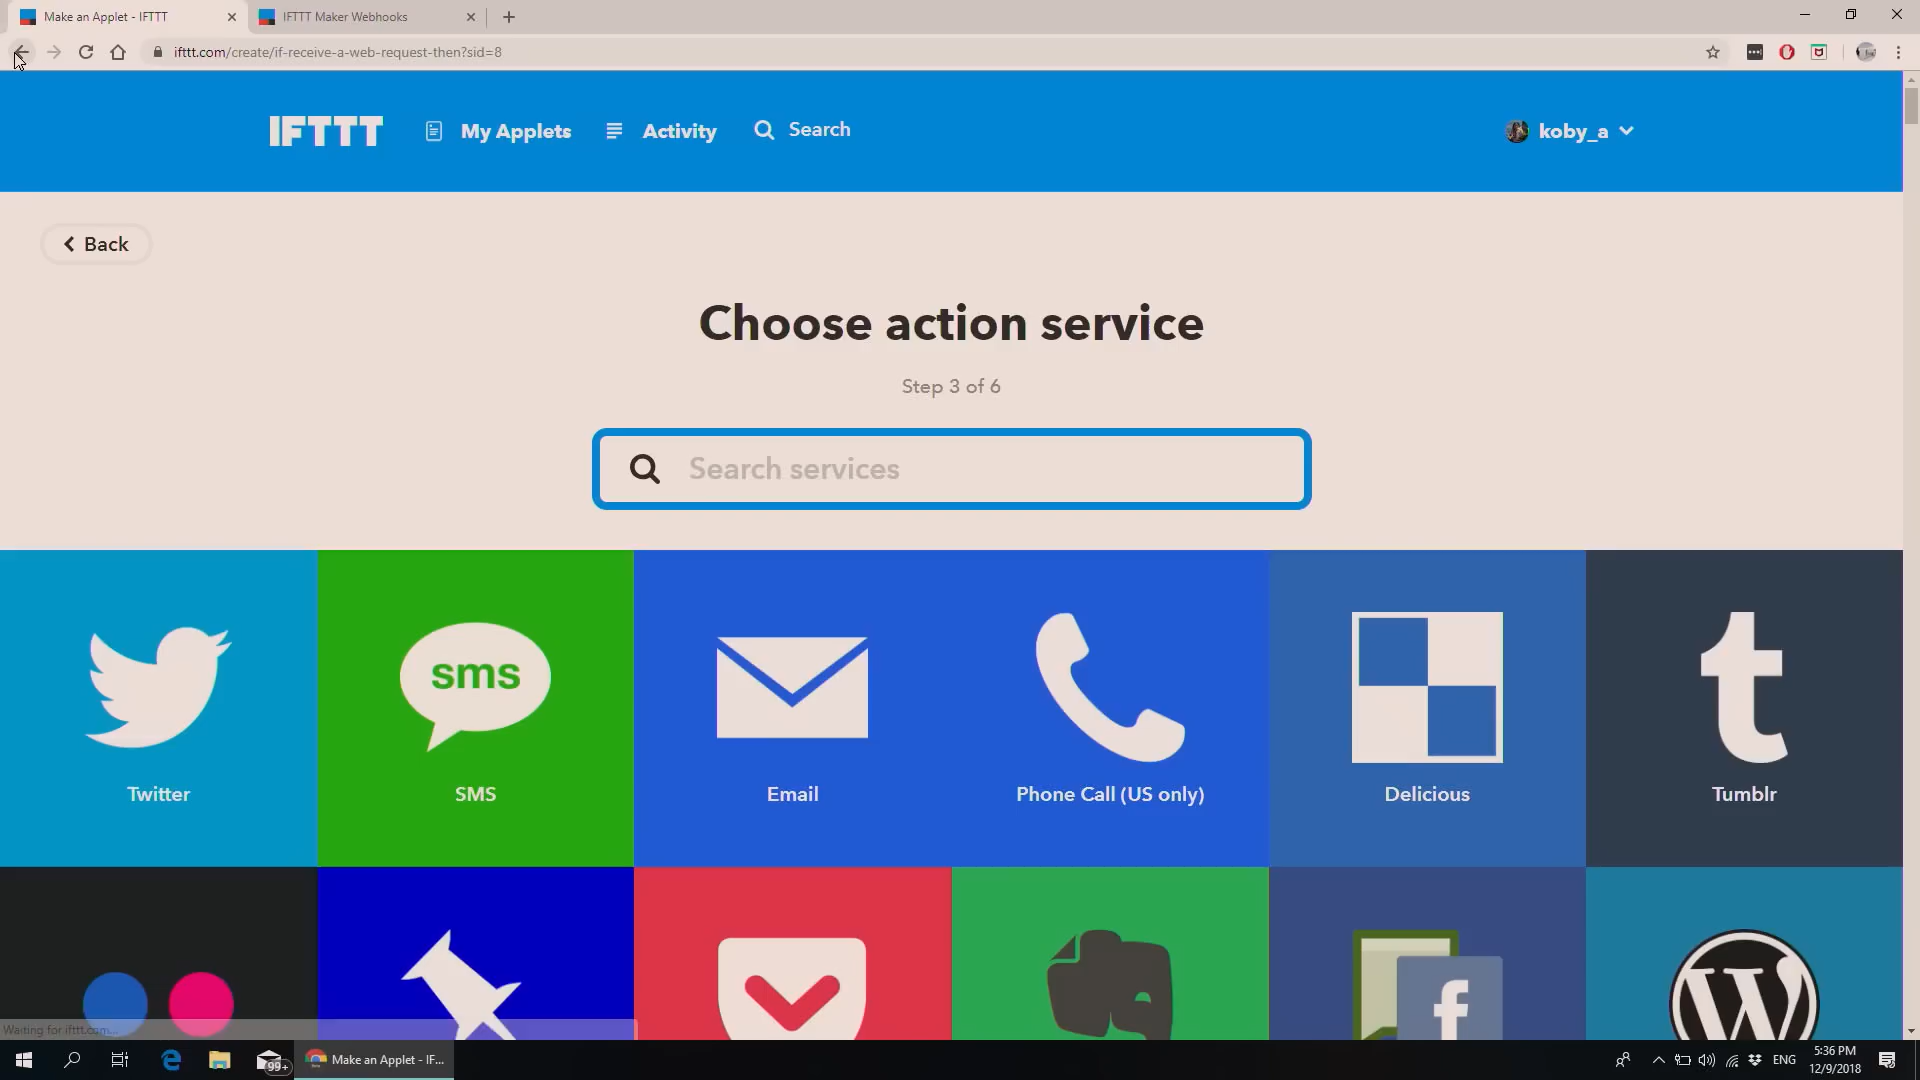 Make an Applet - IFTTT
IFTTT Maker Webhooks
ifttt.com/create/if-receive-a-web-request-then?sid=8
IFTTT
My Applets
Activity
Search
koby_a
Back
Choose action service
Step 3 of 6
Search services
sms
t
Twitter
SMS
Email
Phone Call (US only)
Delicious
Tumblr
f
W
Waiting for ifttt.com...
99+
Make an Applet - IF...
ENG
5:36 PM
12/9/2018